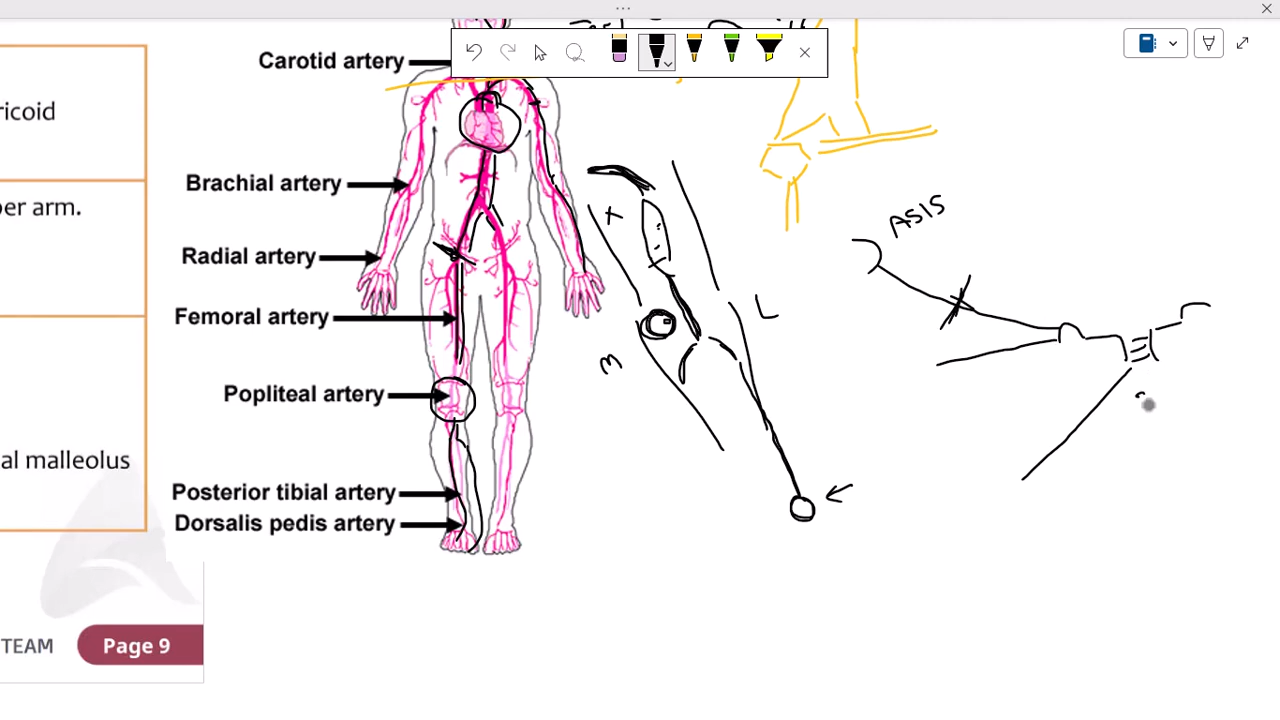 ricoid
er arm.
al malleolus
TEAM
Page 9
Carotid artery
Brachial artery
Radial artery
Femoral artery
Popliteal artery
Posterior tibial artery
Dorsalis pedis artery
L
M
ASIS